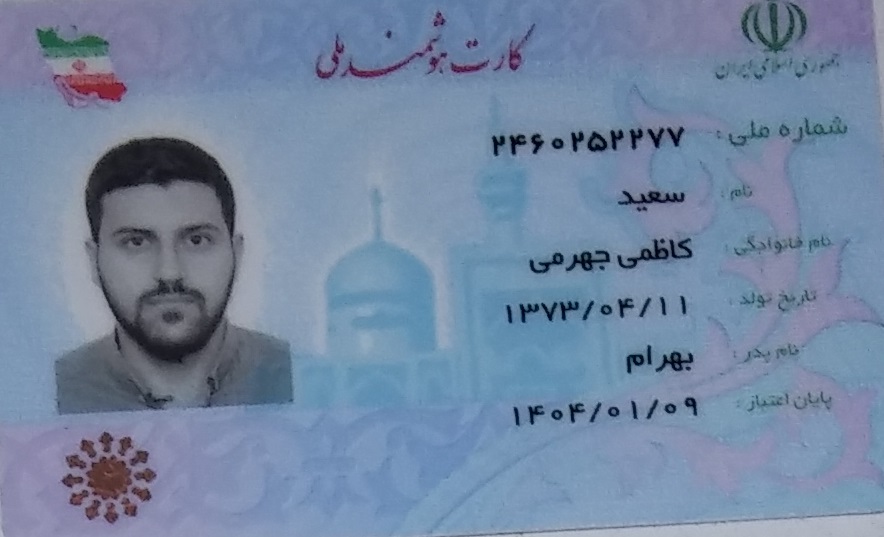 کارت هوشمند ملی
جمهوری اسلامی ایران
شماره ملی: ۲۴۶۰۲۵۲۲۷۷
نام: سعید
نام خانوادگی: کاظمی جهرمی
تاریخ تولد: ۱۳۷۳/۰۴/۱۱
نام پدر: بهرام
پایان اعتبار: ۱۴۰۴/۰۱/۰۹